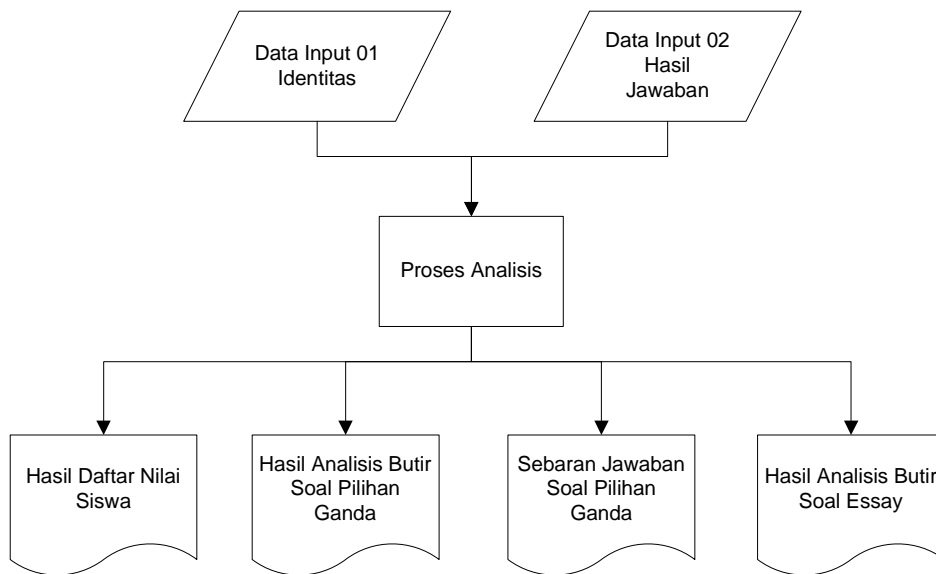 Data Input 01
Identitas
Data Input 02
Hasil
Jawaban
Proses Analisis
Hasil Daftar Nilai
Siswa
Hasil Analisis Butir
Soal Pilihan
Ganda
Sebaran Jawaban
Soal Pilihan
Ganda
Hasil Analisis Butir
Soal Essay